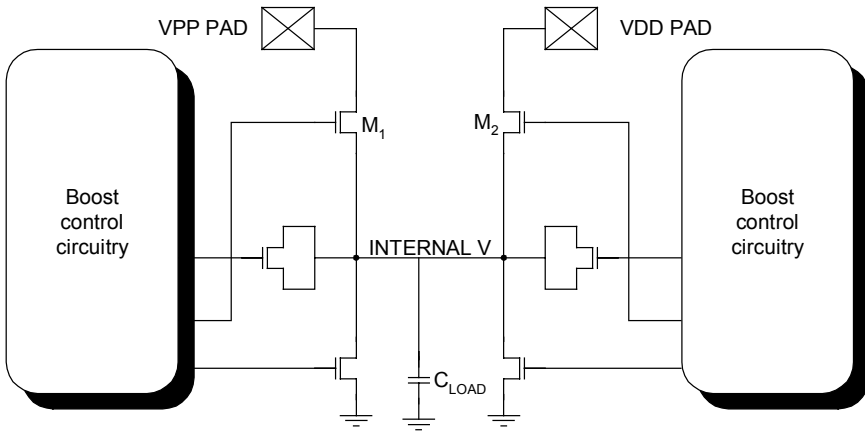 VPP PAD
VDD PAD
M1
M2
Boost
control
circuitry
INTERNAL V
Boost
control
circuitry
CLOAD